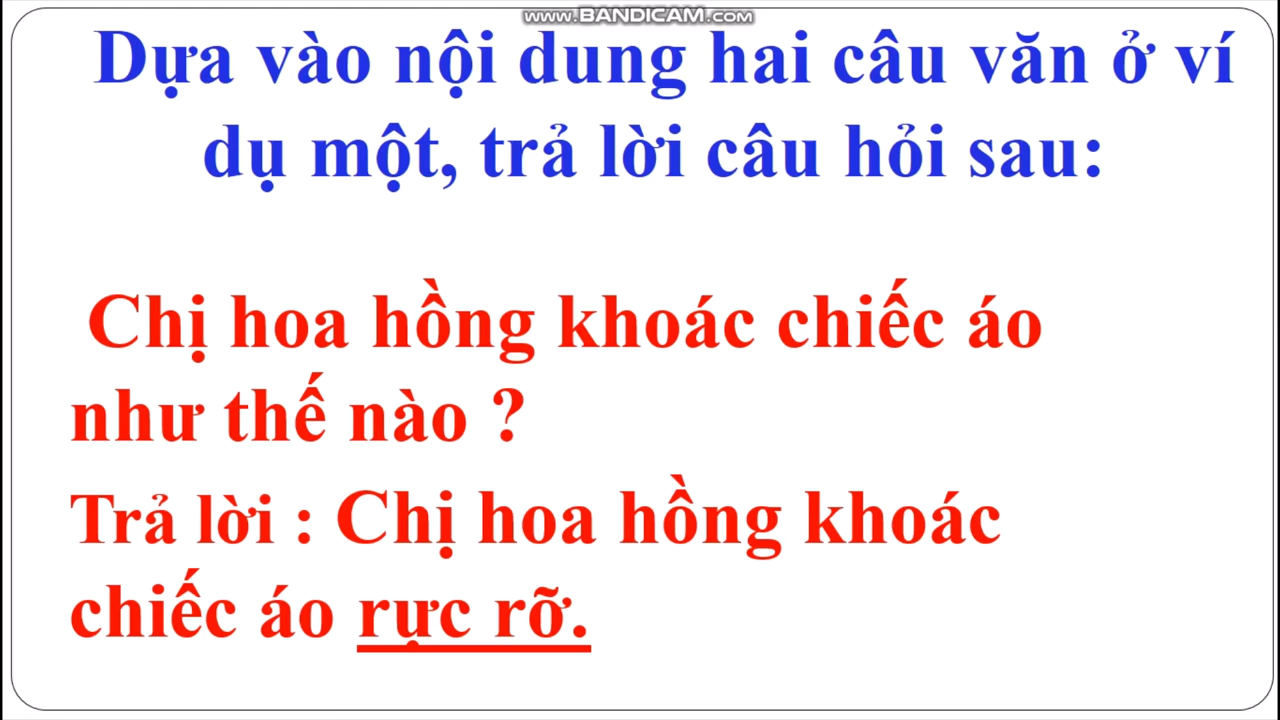 www.BANDICAM.com
Dựa vào nội dung hai câu văn ở ví
dụ một, trả lời câu hỏi sau:
Chị hoa hồng khoác chiếc áo
như thế nào ?
Trả lời : Chị hoa hồng khoác
chiếc áo rực rỡ.